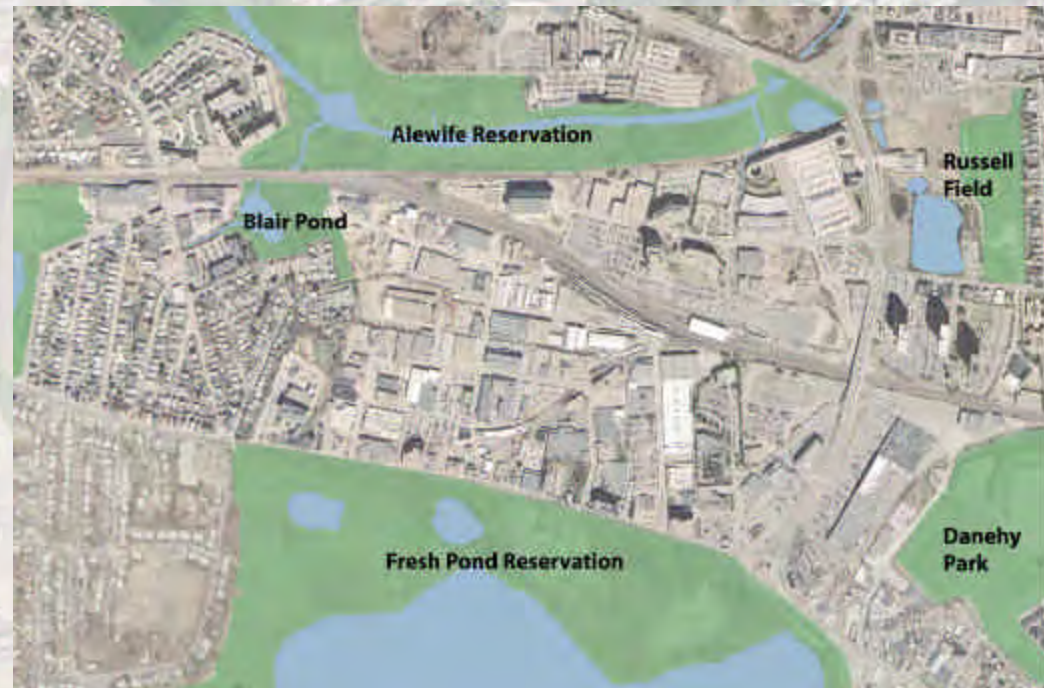 Alewife Reservation
Russell
Field
Blair Pond
Fresh Pond Reservation
Danehy
Park